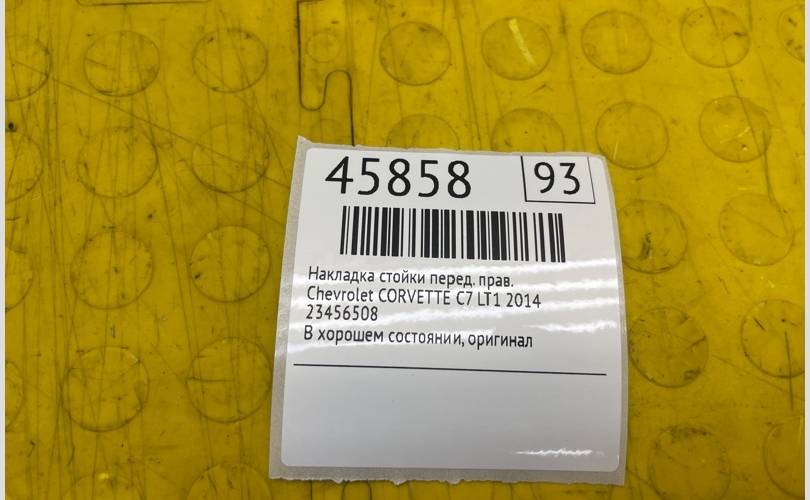 45858 93
Накладка стойки перед. прав.
Chevrolet CORVETTE C7 LT1 2014
23456508
В хорошем состоянии, оригинал